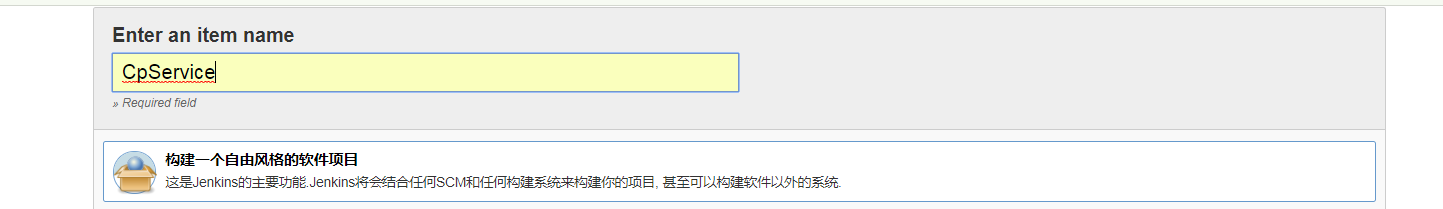 Enter an item name
CpService
» Required field
构建一个自由风格的软件项目
这是Jenkins的主要功能.Jenkins将会结合任何SCM和任何构建系统来构建你的项目, 甚至可以构建软件以外的系统.